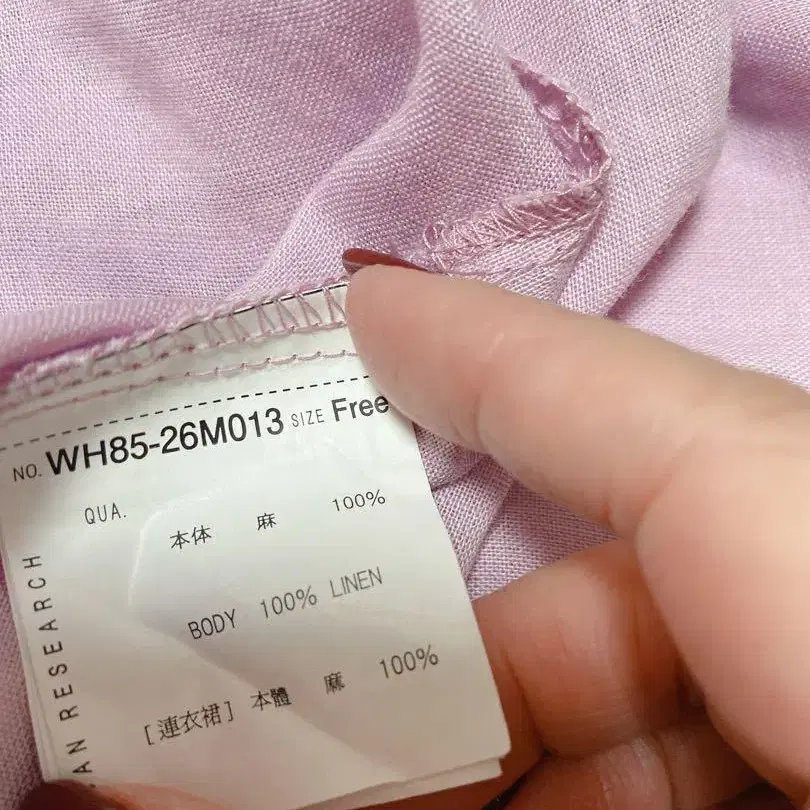 NO. WH85-26M013 SIZE Free
QUA.
本体 麻 100%
BODY 100% LINEN
[連衣裙] 本體 麻 100%
AN RESEARCH